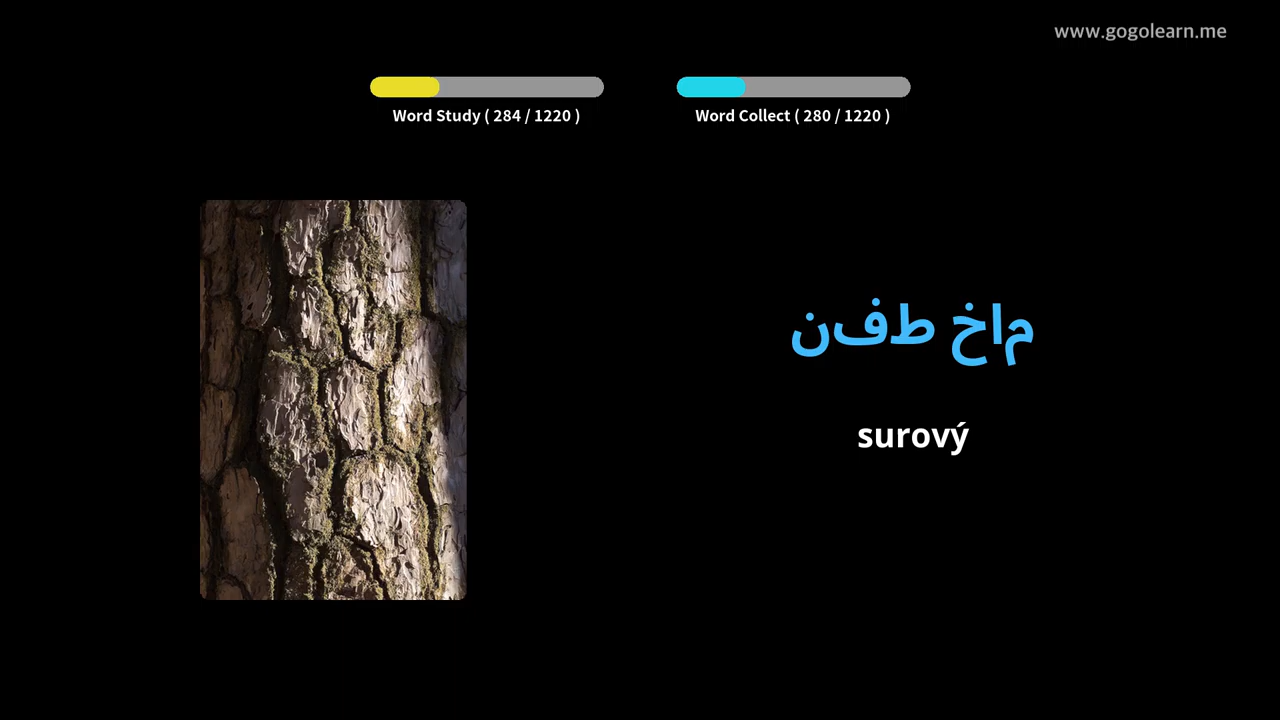 www.gogolearn.me
Word Study ( 284 / 1220 )
Word Collect ( 280 / 1220 )
نفط خام
surový